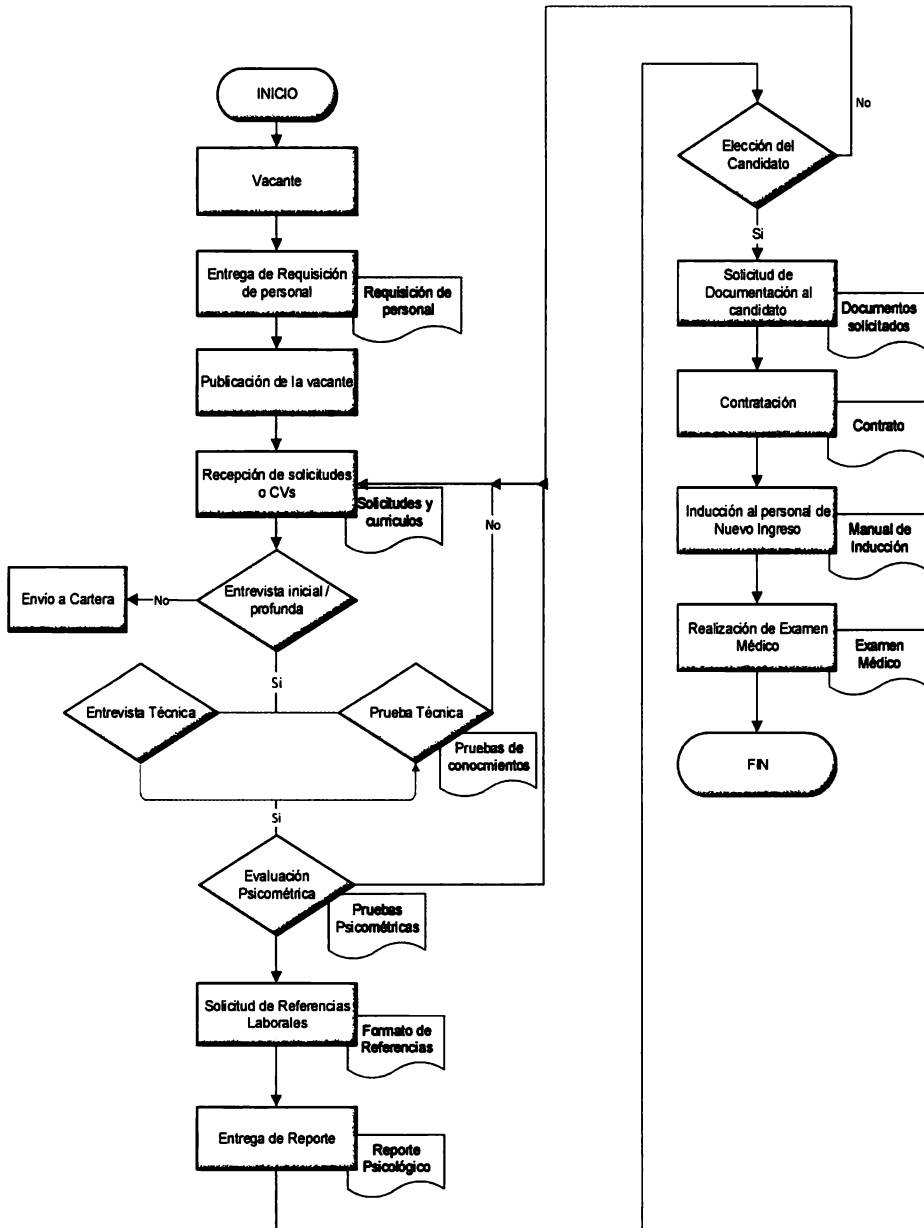 INICIO
Vacante
Entrega de Requisición
de personal
Requisición de
personal
Publicación de la vacante
Recepción de solicitudes
o CVs
Solicitudes y
currículos
No
Entrevista inicial /
profunda
No
Envío a Cartera
Si
Entrevista Técnica
Prueba Técnica
Pruebas de
conocmientos
Si
Evaluación
Psicométrica
Pruebas
Psicométricas
Solicitud de Referencias
Laborales
Formato de
Referencias
Entrega de Reporte
Reporte
Psicológico
Elección del
Candidato
No
Si
Solicitud de
Documentación al
candidato
Documentos
solicitados
Contratación
Contrato
Inducción al personal de
Nuevo Ingreso
Manual de
Inducción
Realización de Examen
Médico
Examen
Médico
FIN